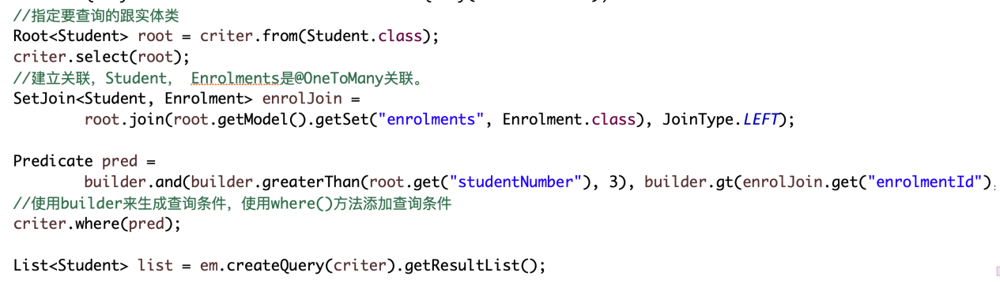 //指定要查询的跟实体类
Root<Student> root = criter.from(Student.class);
criter.select(root);
//建立关联，Student， Enrolments是@OneToMany关联。
SetJoin<Student, Enrolment> enrolJoin =
root.join(root.getModel().getSet("enrolments", Enrolment.class), JoinType.LEFT);
Predicate pred =
builder.and(builder.greaterThan(root.get("studentNumber"), 3), builder.gt(enrolJoin.get("enrolmentId"),
//使用builder来生成查询条件，使用where()方法添加查询条件
criter.where(pred);
List<Student> list = em.createQuery(criter).getResultList();